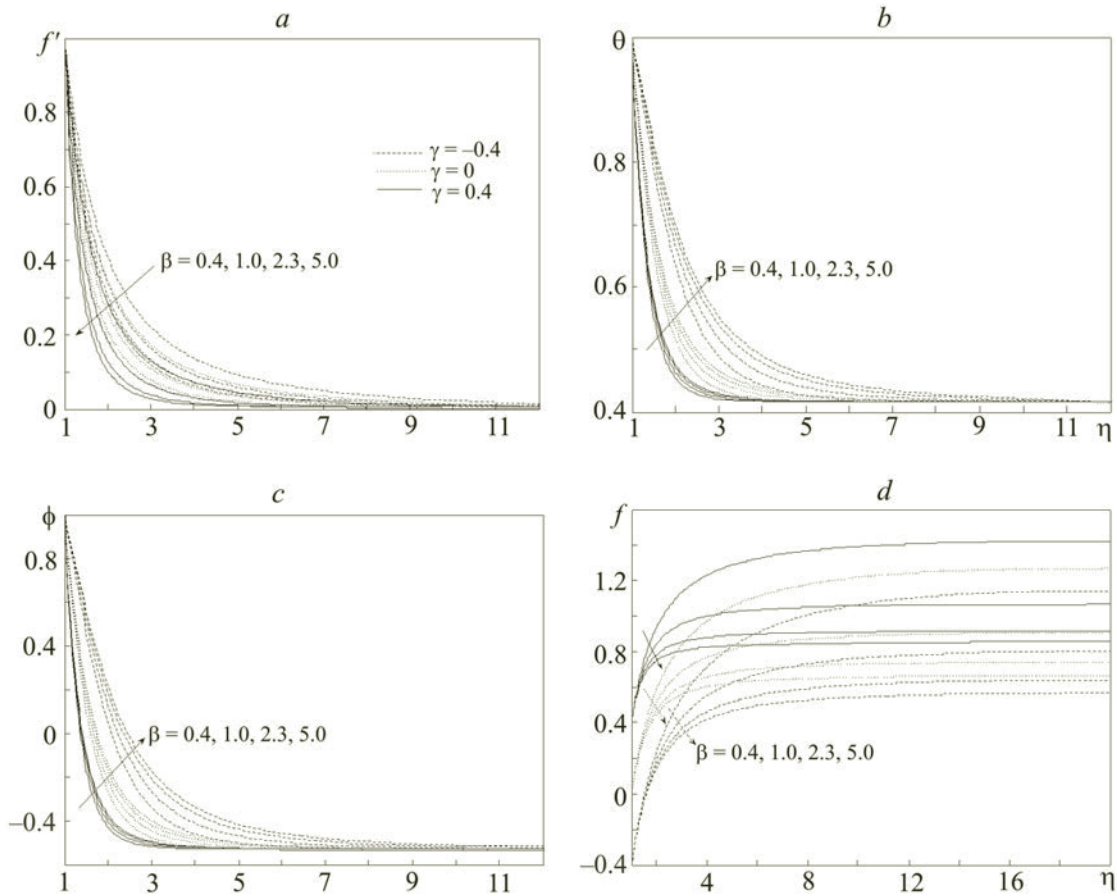 a
f′
0.8
0.6
0.4
0.2
0
1 3 5 7 9 11
γ = –0.4
γ = 0
γ = 0.4
β = 0.4, 1.0, 2.3, 5.0
b
θ
0.8
0.6
0.4
1 3 5 7 9 11 η
β = 0.4, 1.0, 2.3, 5.0
c
ϕ
0.8
0.4
0
–0.4
1 3 5 7 9 11
β = 0.4, 1.0, 2.3, 5.0
d
f
1.2
0.8
0.4
0
–0.4
4 8 12 16 η
β = 0.4, 1.0, 2.3, 5.0